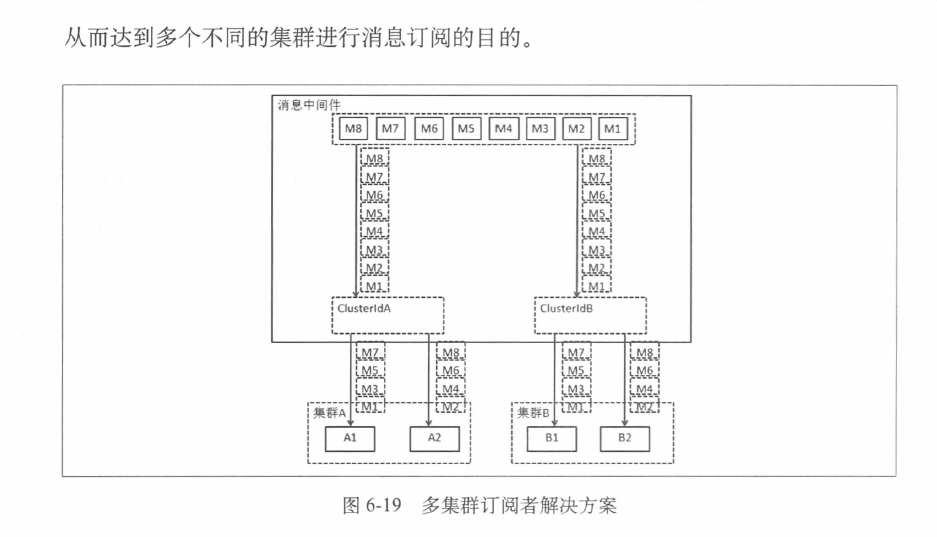 从而达到多个不同的集群进行消息订阅的目的。
消息中间件
M8 M7 M6 M5 M4 M3 M2 M1
M8 M8
M7 M7
M6 M6
M5 M5
M4 M4
M3 M3
M2 M2
M1 M1
ClusterIdA ClusterIdB
M7 M8 M7 M8
M5 M6 M5 M6
M3 M4 M3 M4
M1 M2 M1 M2
集群A 集群B
A1 A2 B1 B2
图 6-19 多集群订阅者解决方案